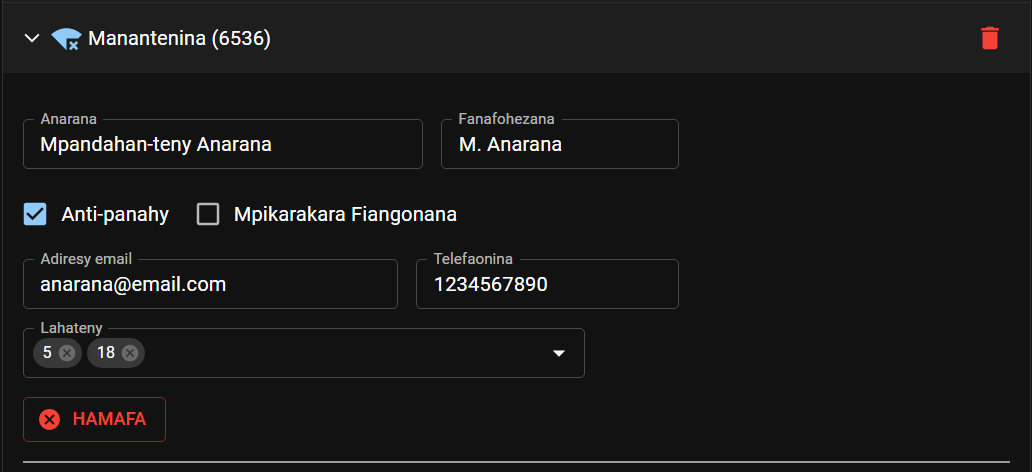 Manantenina (6536)
Anarana
Mpandahan-teny Anarana
Fanafohezana
M. Anarana
Anti-panahy
Mpikarakara Fiangonana
Adiresy email
anarana@email.com
Telefaonina
1234567890
Lahateny
5
18
HAMAFA